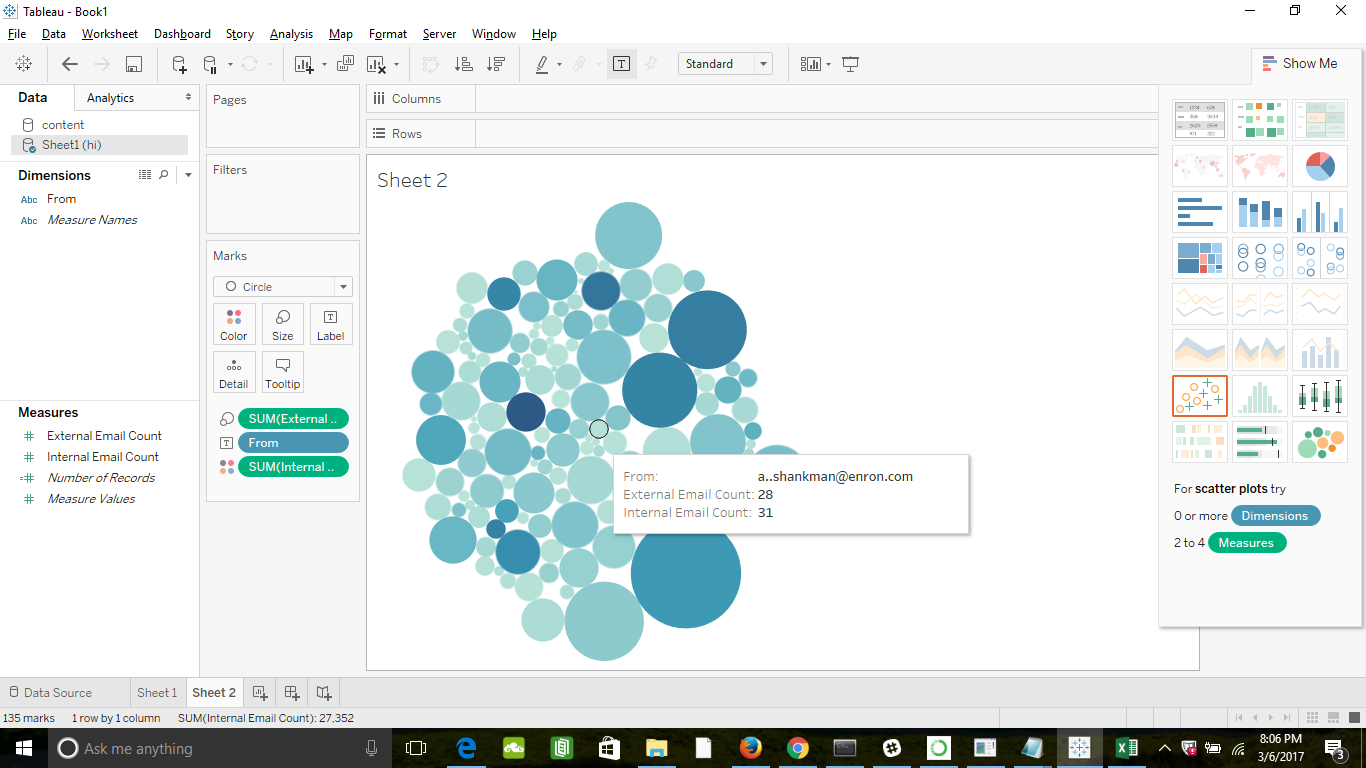 Tableau - Book1
File Data Worksheet Dashboard Story Analysis Map Format Server Window Help
Standard
Show Me
Data
Analytics
content
Sheet1 (hi)
Dimensions
Abc From
Abc Measure Names
Measures
External Email Count
Internal Email Count
Number of Records
Measure Values
Pages
Filters
Marks
Circle
Color Size Label
Detail Tooltip
SUM(External ..
From
SUM(Internal ..
Columns
Rows
Sheet 2
From: a..shankman@enron.com
External Email Count: 28
Internal Email Count: 31
For scatter plots try
0 or more Dimensions
2 to 4 Measures
Data Source Sheet 1 Sheet 2
135 marks 1 row by 1 column SUM(Internal Email Count): 27,352
Ask me anything
8:06 PM
3/6/2017
3